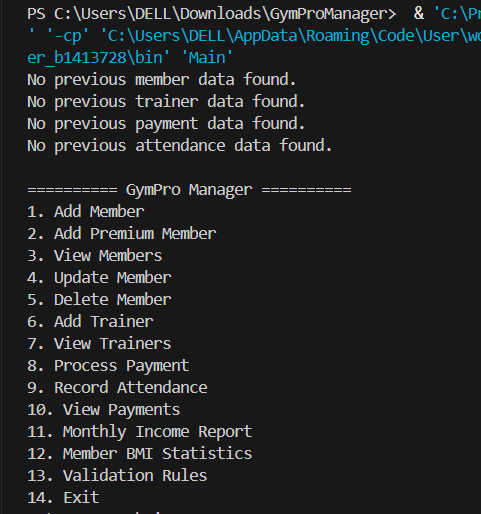 PS C:\Users\DELL\Downloads\GymProManager>  & 'C:\Pr
' '-cp' 'C:\Users\DELL\AppData\Roaming\Code\User\wo
er_b1413728\bin' 'Main'
No previous member data found.
No previous trainer data found.
No previous payment data found.
No previous attendance data found.

========== GymPro Manager ==========
1. Add Member
2. Add Premium Member
3. View Members
4. Update Member
5. Delete Member
6. Add Trainer
7. View Trainers
8. Process Payment
9. Record Attendance
10. View Payments
11. Monthly Income Report
12. Member BMI Statistics
13. Validation Rules
14. Exit